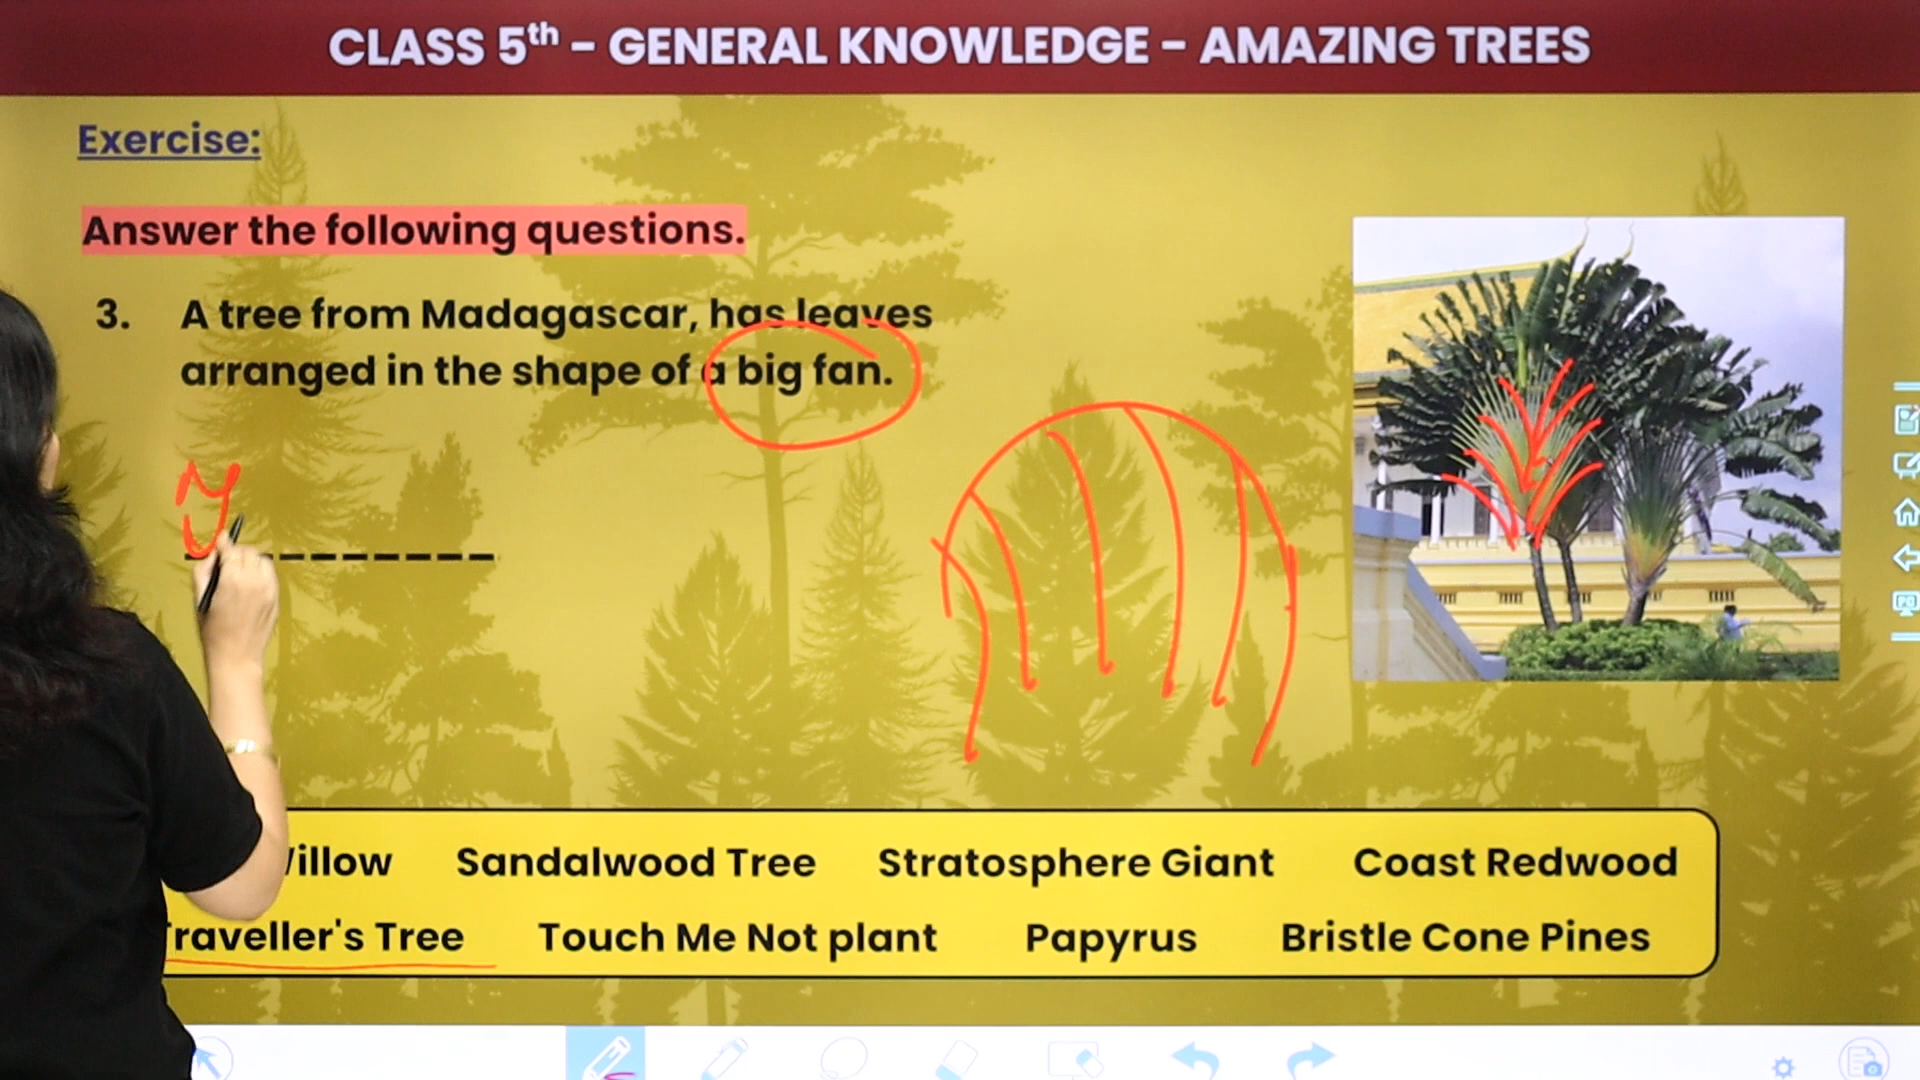 CLASS 5th - GENERAL KNOWLEDGE - AMAZING TREES
Exercise:
Answer the following questions.
3. A tree from Madagascar, has leaves
arranged in the shape of a big fan.
illow Sandalwood Tree Stratosphere Giant Coast Redwood
Traveller's Tree Touch Me Not plant Papyrus Bristle Cone Pines